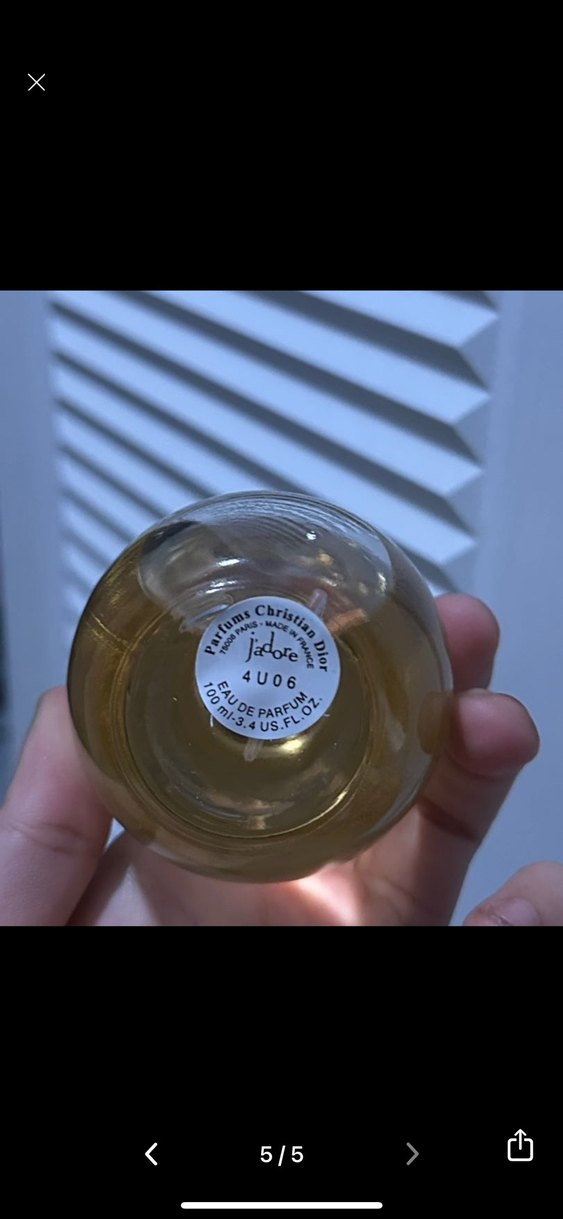 Parfums Christian Dior
75008 PARIS - MADE IN FRANCE
j'adore
4U06
EAU DE PARFUM
100 ml-3.4 US.FL.OZ.
5/5